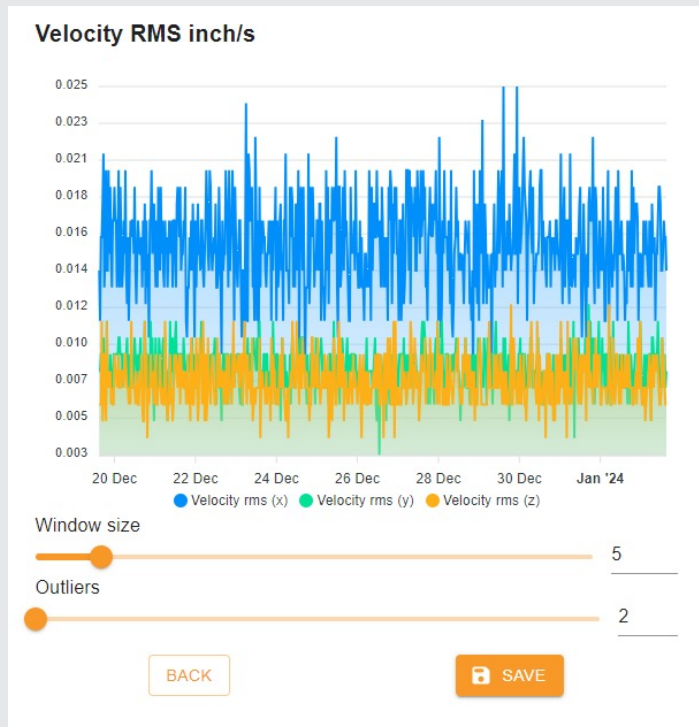 Velocity RMS inch/s
0.025
0.023
0.021
0.018
0.016
0.014
0.012
0.010
0.007
0.005
0.003
20 Dec 22 Dec 24 Dec 26 Dec 28 Dec 30 Dec Jan '24
Velocity rms (x) Velocity rms (y) Velocity rms (z)
Window size
5
Outliers
2
BACK SAVE